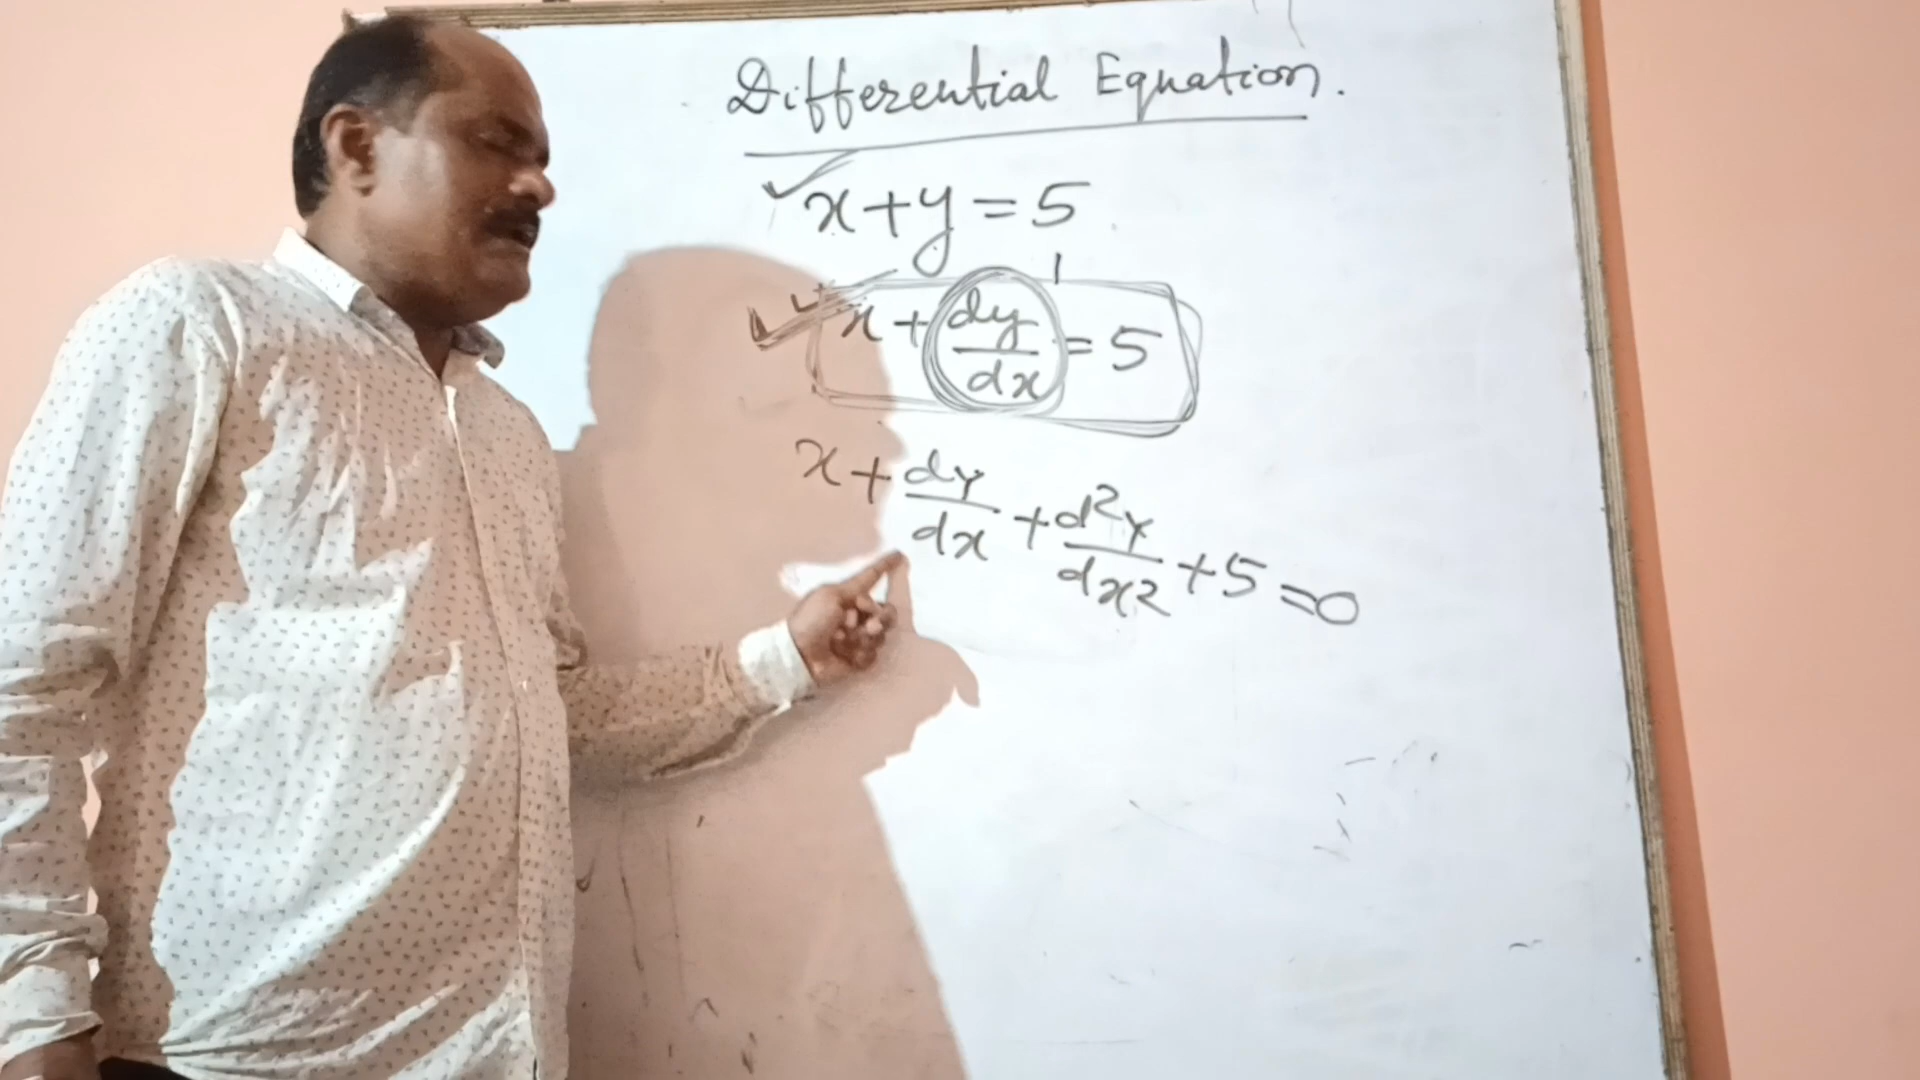 Differential Equation.
x+y=5
x+dy/dx=5
x+dy/dx+d²y/dx²+5=0